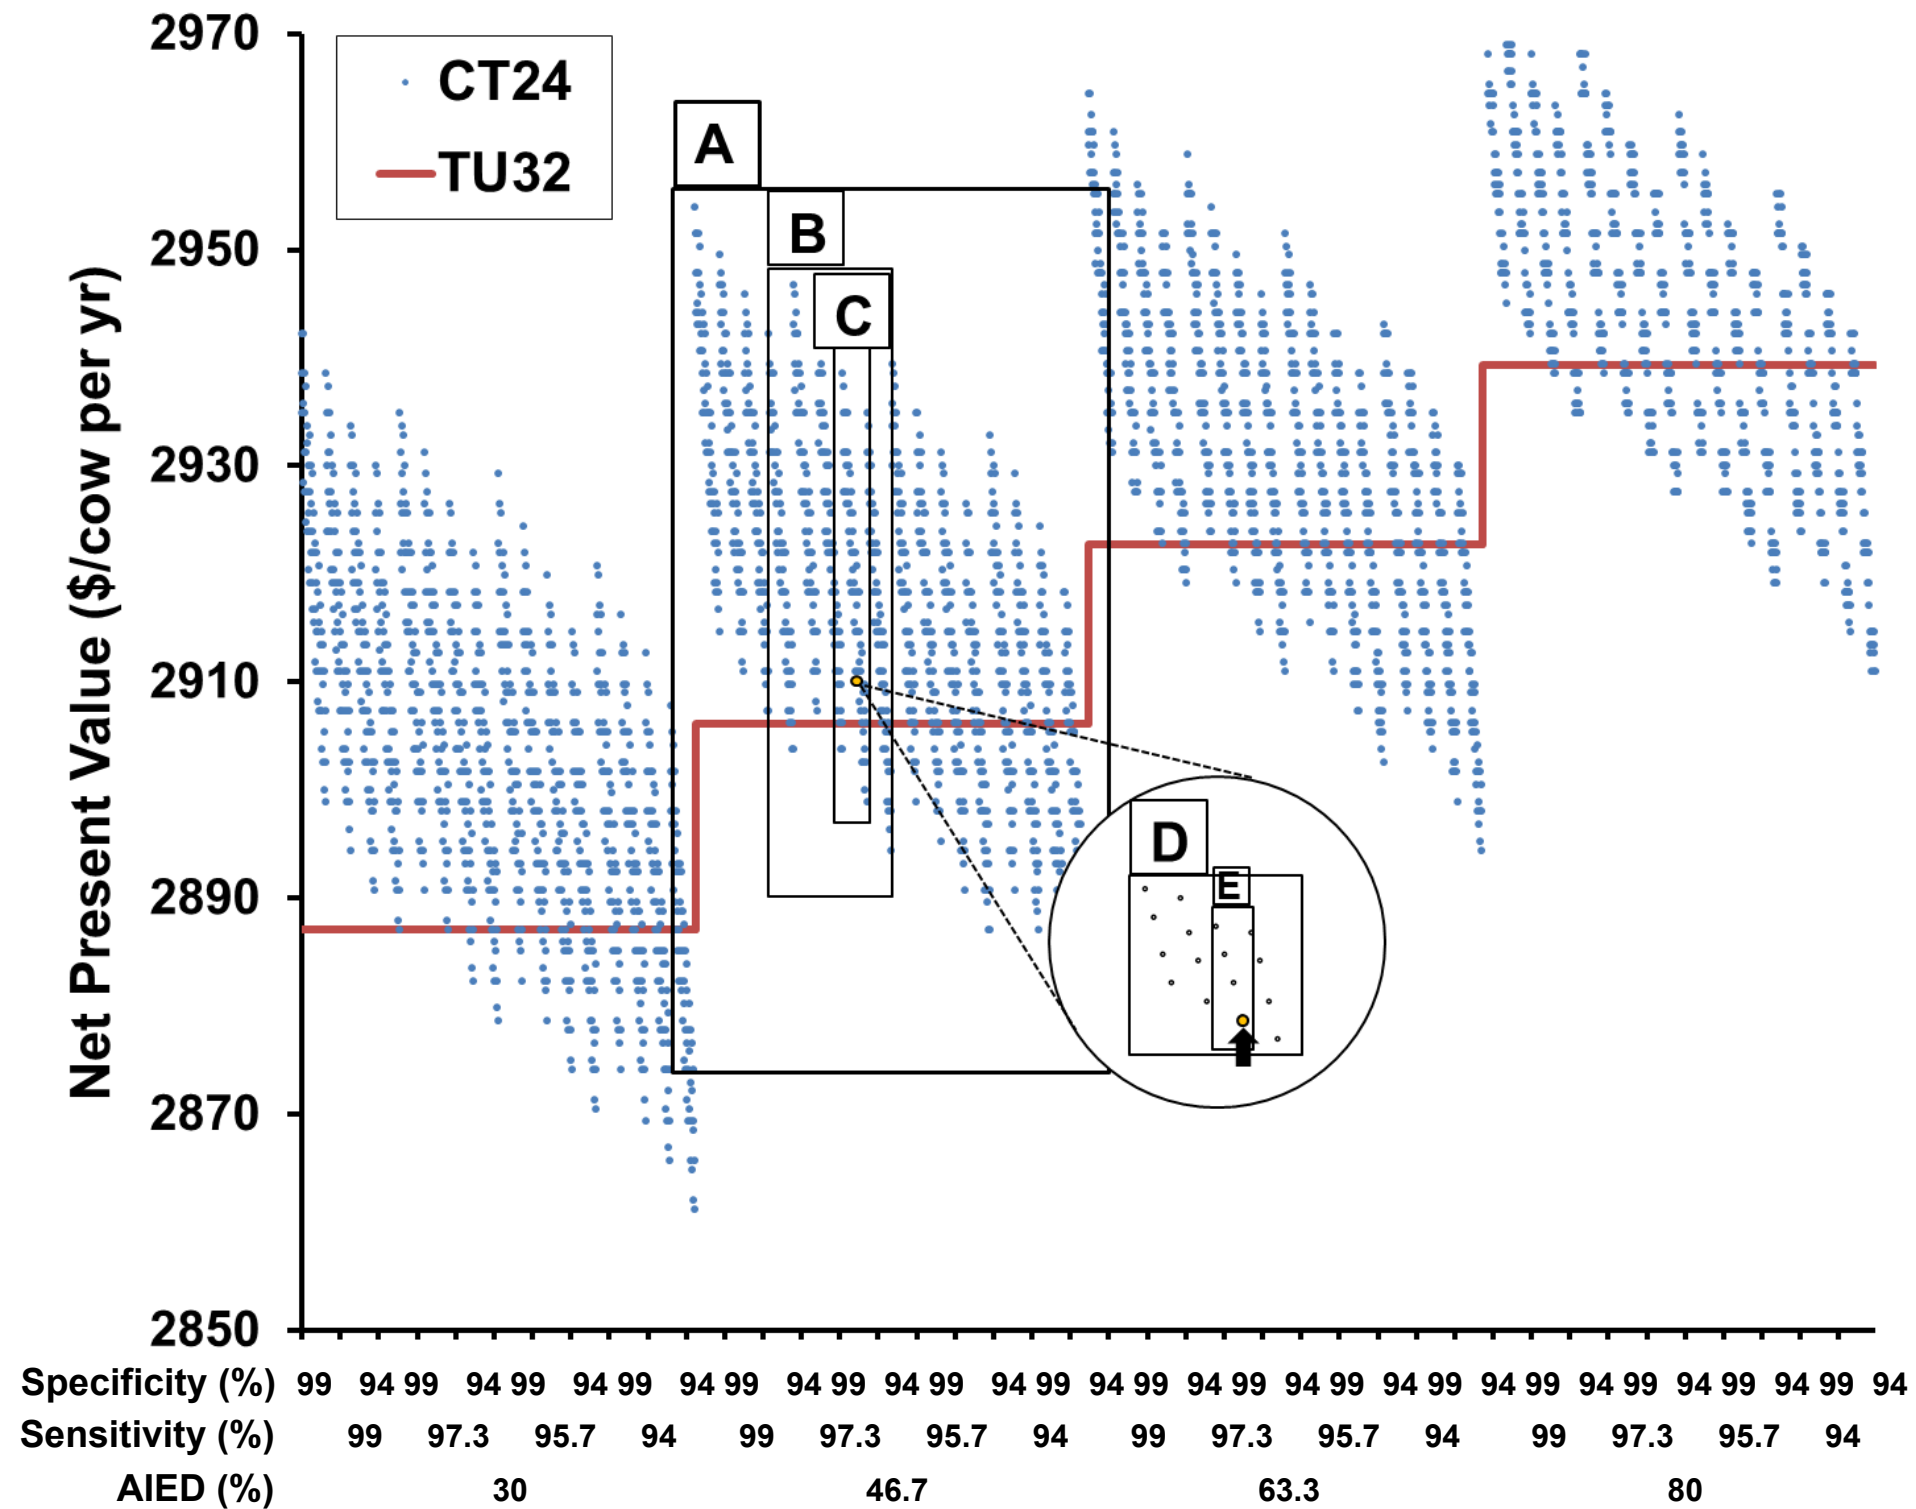 2970
CT24
TU32
A
B
2950
C
2930
2910
D
E
2890
2870
2850
Net Present Value ($/cow per yr)
Specificity (%) 99 94 99 94 99 94 99 94 99 94 99 94 99 94 99 94 99 94 99 94 99 94 99 94 99 94 99 94 99 94 99 94
Sensitivity (%) 99 97.3 95.7 94 99 97.3 95.7 94 99 97.3 95.7 94 99 97.3 95.7 94
AIED (%) 30 46.7 63.3 80